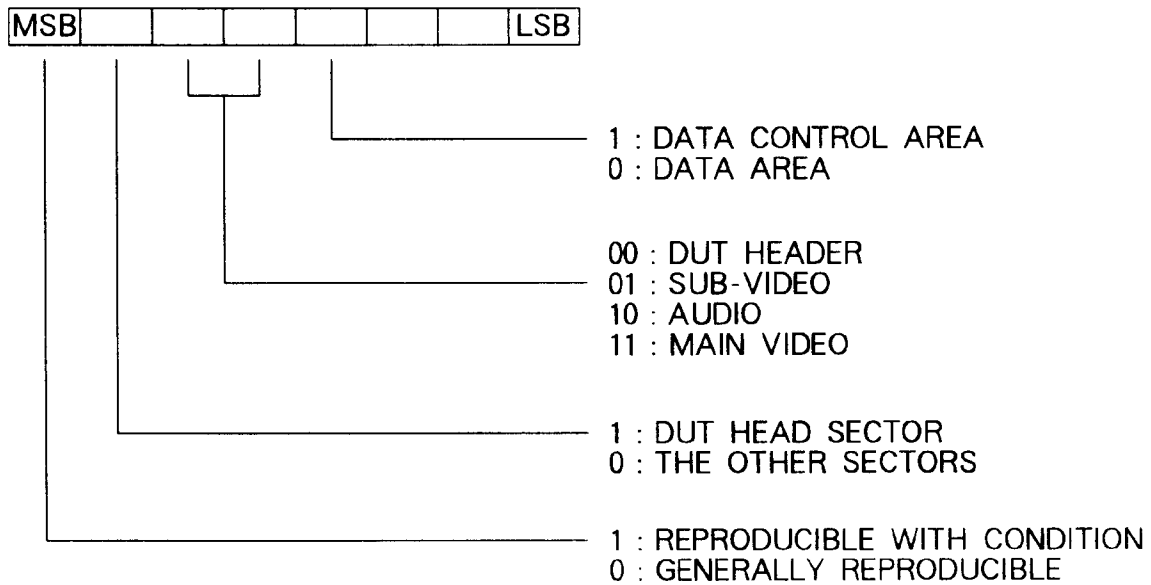 MSB LSB
1 : DATA CONTROL AREA
0 : DATA AREA
00 : DUT HEADER
01 : SUB-VIDEO
10 : AUDIO
11 : MAIN VIDEO
1 : DUT HEAD SECTOR
0 : THE OTHER SECTORS
1 : REPRODUCIBLE WITH CONDITION
0 : GENERALLY REPRODUCIBLE